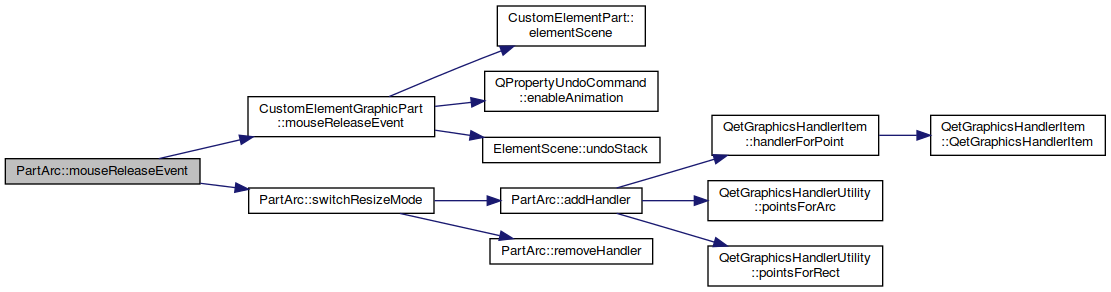 PartArc::mouseReleaseEvent
CustomElementGraphicPart
::mouseReleaseEvent
CustomElementPart::
elementScene
QPropertyUndoCommand
::enableAnimation
ElementScene::undoStack
PartArc::switchResizeMode
PartArc::addHandler
QetGraphicsHandlerItem
::handlerForPoint
QetGraphicsHandlerItem
::QetGraphicsHandlerItem
QetGraphicsHandlerUtility
::pointsForArc
QetGraphicsHandlerUtility
::pointsForRect
PartArc::removeHandler